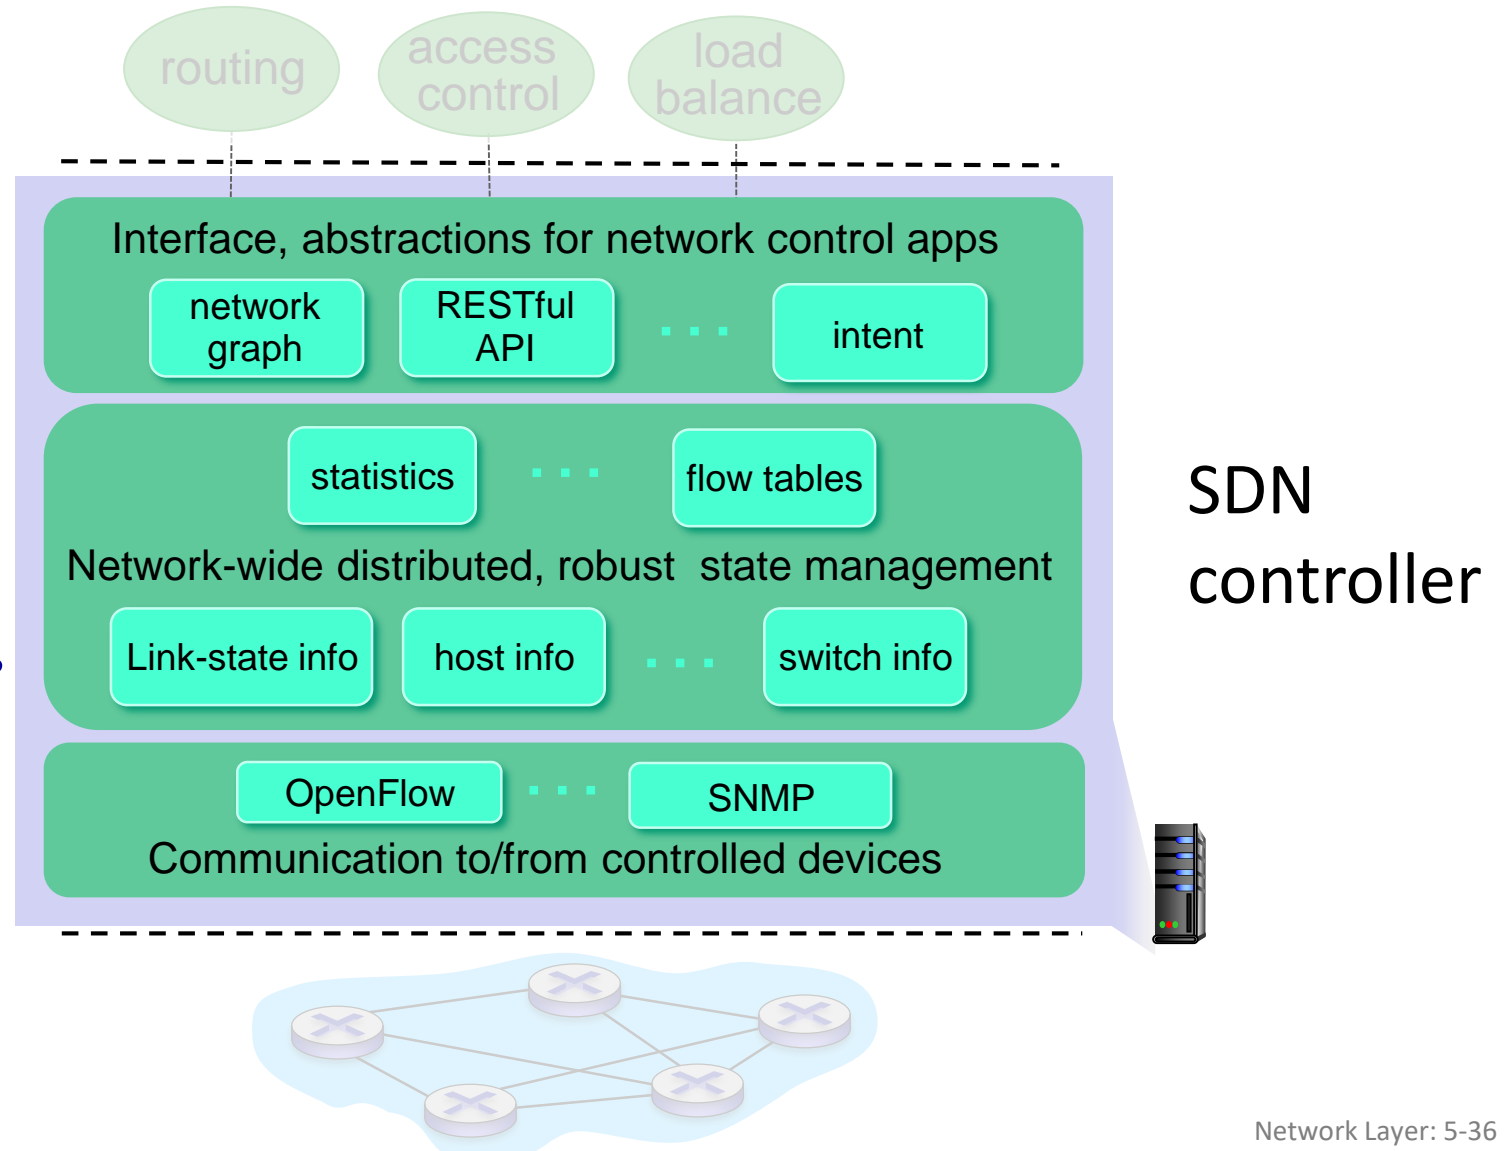 routing
access
control
load
balance
Interface, abstractions for network control apps
network
graph
RESTful
API
. . .
intent
statistics
. . .
flow tables
Network-wide distributed, robust  state management
Link-state info
host info
. . .
switch info
OpenFlow
. . .
SNMP
Communication to/from controlled devices
SDN
controller
Network Layer: 5-36